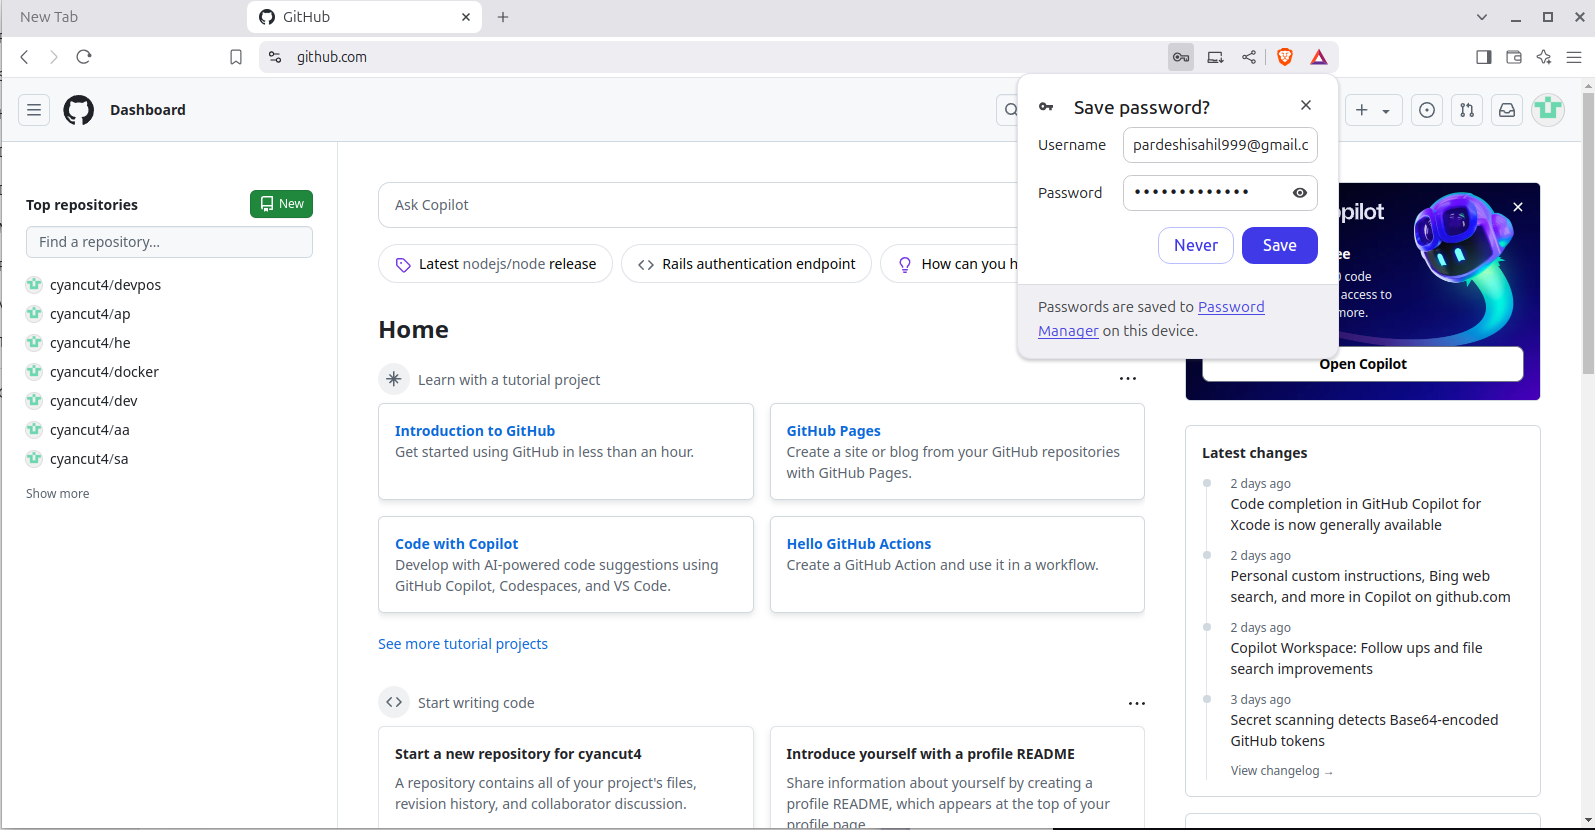 New Tab
GitHub
github.com
Dashboard
Save password?
Username
pardeshisahil999@gmail.c
Password
•••••••••••••
Never
Save
Passwords are saved to Password
Manager on this device.
Top repositories
New
Find a repository...
cyancut4/devpos
cyancut4/ap
cyancut4/he
cyancut4/docker
cyancut4/dev
cyancut4/aa
cyancut4/sa
Show more
Ask Copilot
Latest nodejs/node release
Rails authentication endpoint
How can you h
Home
Learn with a tutorial project
Introduction to GitHub
Get started using GitHub in less than an hour.
GitHub Pages
Create a site or blog from your GitHub repositories
with GitHub Pages.
Code with Copilot
Develop with AI-powered code suggestions using
GitHub Copilot, Codespaces, and VS Code.
Hello GitHub Actions
Create a GitHub Action and use it in a workflow.
See more tutorial projects
Start writing code
Start a new repository for cyancut4
A repository contains all of your project's files,
revision history, and collaborator discussion.
Introduce yourself with a profile README
Share information about yourself by creating a
profile README, which appears at the top of your
profile page.
pilot
ee
code
access to
more.
Open Copilot
Latest changes
2 days ago
Code completion in GitHub Copilot for
Xcode is now generally available
2 days ago
Personal custom instructions, Bing web
search, and more in Copilot on github.com
2 days ago
Copilot Workspace: Follow ups and file
search improvements
3 days ago
Secret scanning detects Base64-encoded
GitHub tokens
View changelog →